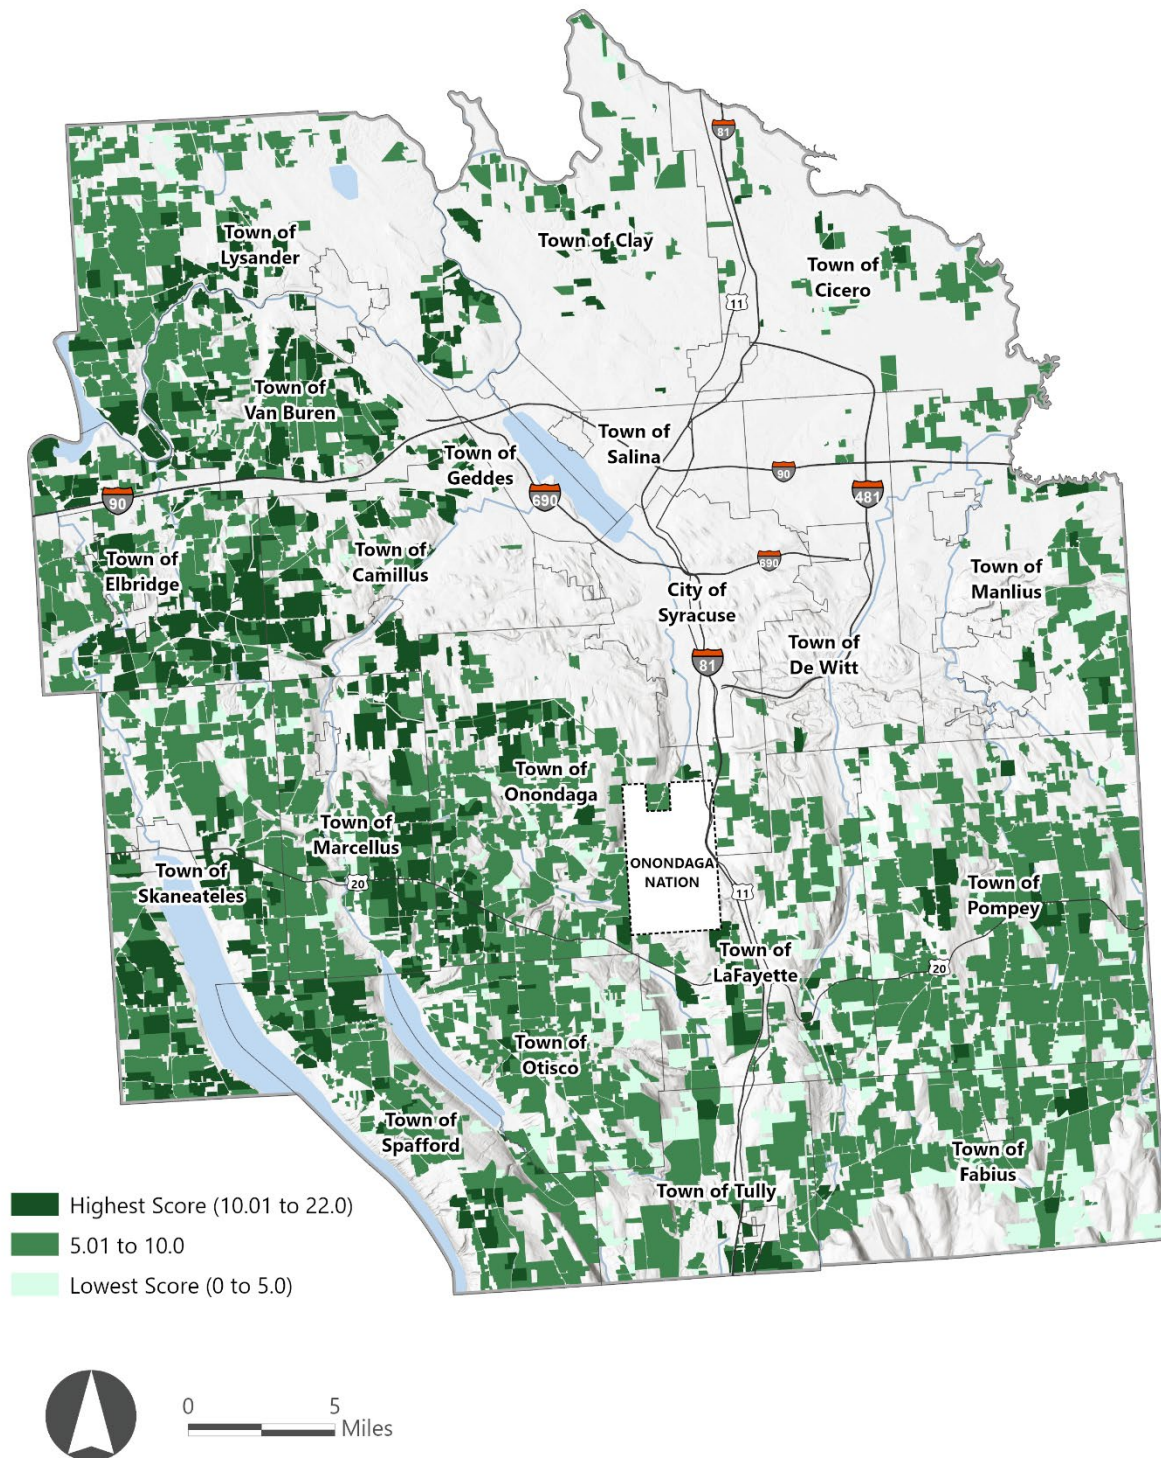 81
Town of
Lysander
Town of Clay
Town of
Cicero
11
Town of
Van Buren
Town of
Salina
Town of
Geddes
90
90
690
481
Town of
Elbridge
Town of
Camillus
690
City of
Syracuse
Town of
Manlius
Town of
De Witt
81
Town of
Onondaga
Town of
Marcellus
ONONDAGA
NATION
Town of
Skaneateles
20
11
Town of
Pompey
Town of
LaFayette
20
Town of
Otisco
Town of
Spafford
Town of
Fabius
Town of Tully
Highest Score (10.01 to 22.0)
5.01 to 10.0
Lowest Score (0 to 5.0)
0 5
Miles